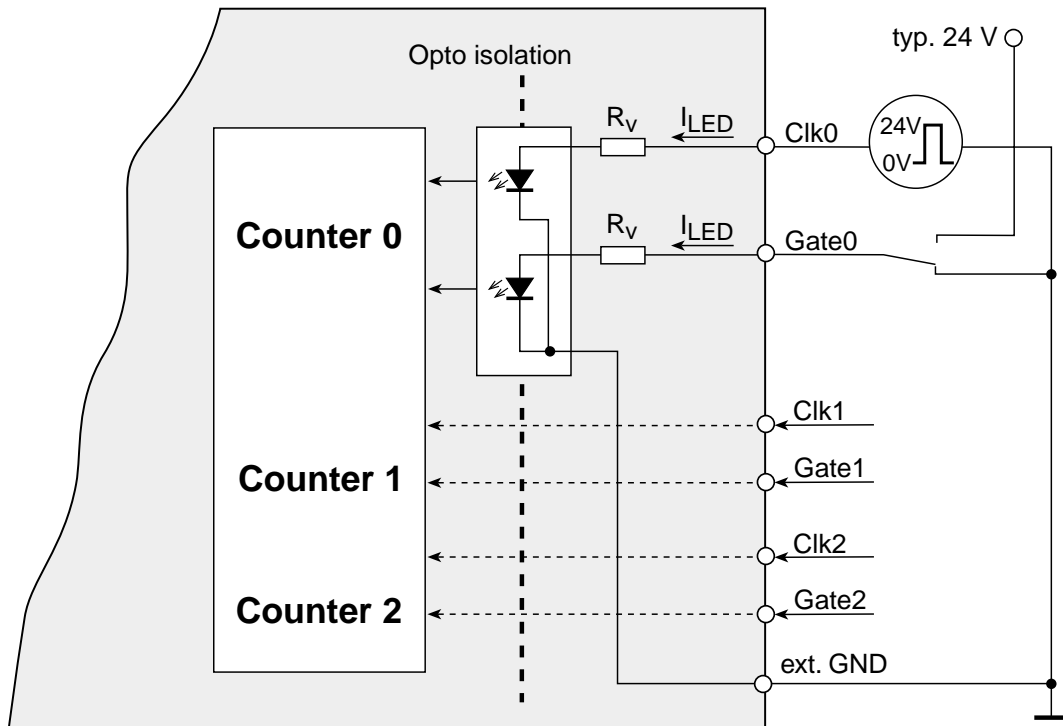 typ. 24 V
Opto isolation
RV
ILED
Clk0
24V
0V
Counter 0
RV
ILED
Gate0
Clk1
Counter 1
Gate1
Clk2
Counter 2
Gate2
ext. GND